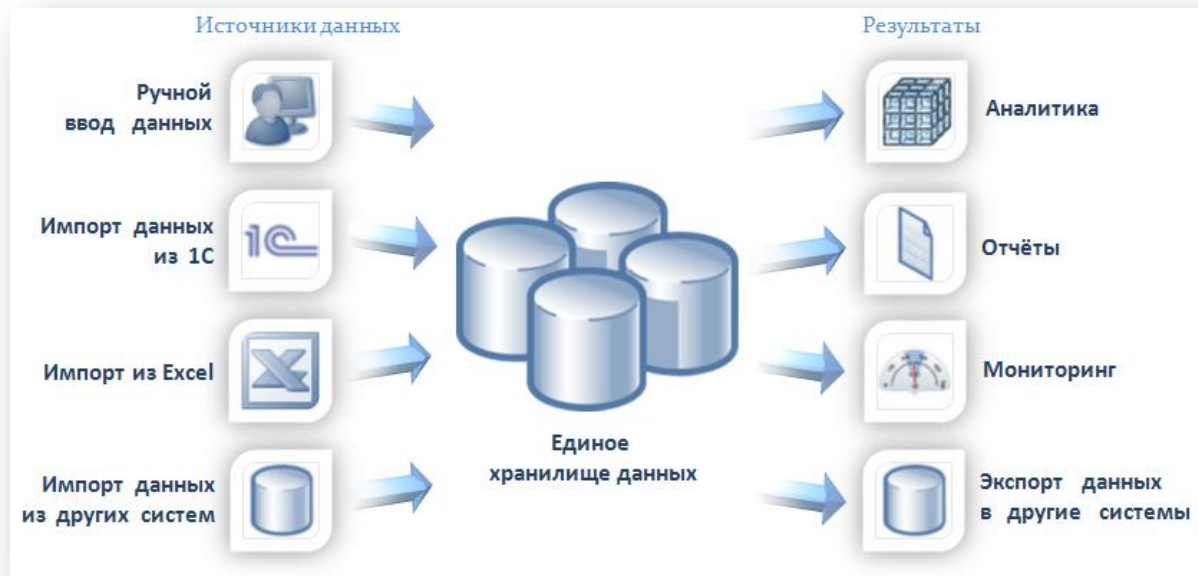 Источники данных
Результаты
Ручной
ввод данных
Аналитика
Импорт данных
из 1С
1С
Отчёты
Импорт из Excel
Мониторинг
Единое
хранилище данных
Импорт данных
из других систем
Экспорт данных
в другие системы